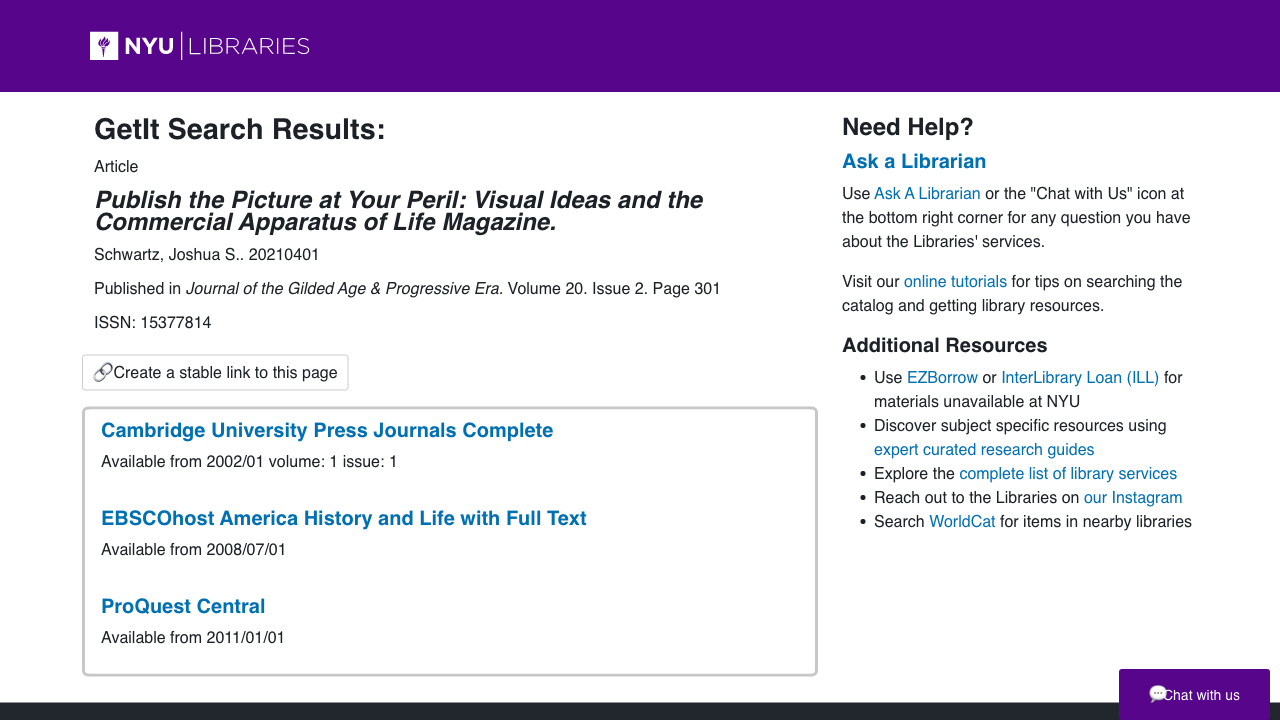 NYU LIBRARIES
GetIt Search Results:
Article
Publish the Picture at Your Peril: Visual Ideas and the
Commercial Apparatus of Life Magazine.
Schwartz, Joshua S.. 20210401
Published in Journal of the Gilded Age & Progressive Era. Volume 20. Issue 2. Page 301
ISSN: 15377814
Create a stable link to this page
Cambridge University Press Journals Complete
Available from 2002/01 volume: 1 issue: 1
EBSCOhost America History and Life with Full Text
Available from 2008/07/01
ProQuest Central
Available from 2011/01/01
Need Help?
Ask a Librarian
Use Ask A Librarian or the "Chat with Us" icon at
the bottom right corner for any question you have
about the Libraries' services.
Visit our online tutorials for tips on searching the
catalog and getting library resources.
Additional Resources
Use EZBorrow or InterLibrary Loan (ILL) for
materials unavailable at NYU
Discover subject specific resources using
expert curated research guides
Explore the complete list of library services
Reach out to the Libraries on our Instagram
Search WorldCat for items in nearby libraries
Chat with us